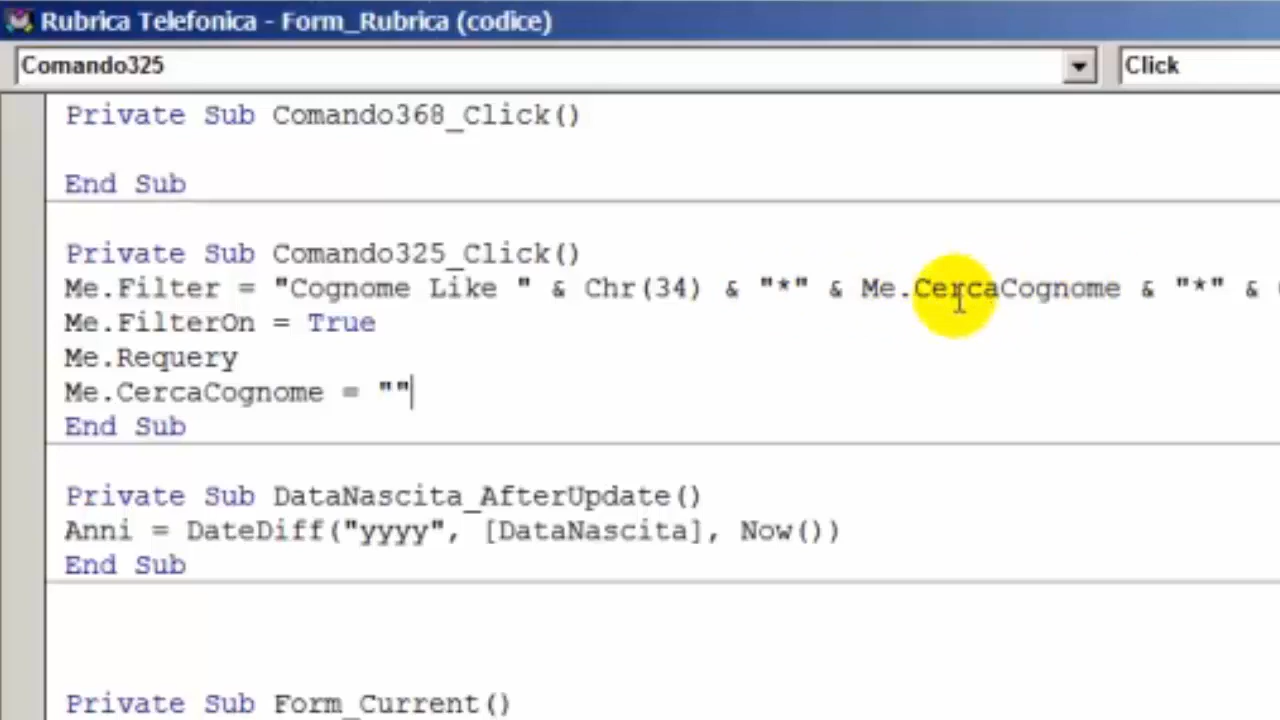 Rubrica Telefonica - Form_Rubrica (codice)
Comando325 Click
Private Sub Comando368_Click()
End Sub
Private Sub Comando325_Click()
Me.Filter = "Cognome Like " & Chr(34) & "*" & Me.CercaCognome & "*" &
Me.FilterOn = True
Me.Requery
Me.CercaCognome = ""
End Sub
Private Sub DataNascita_AfterUpdate()
Anni = DateDiff("yyyy", [DataNascita], Now())
End Sub
Private Sub Form_Current()